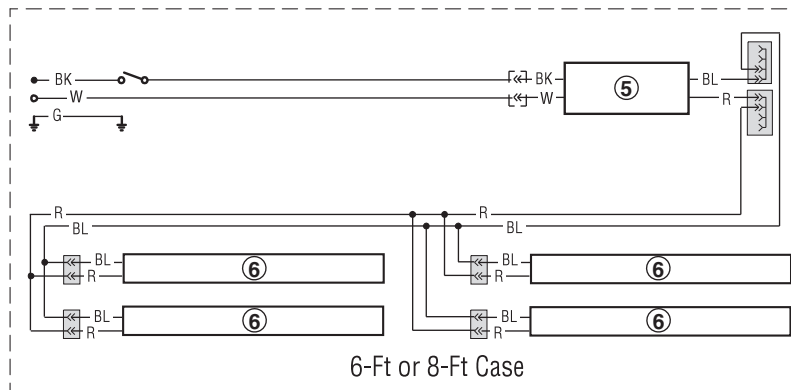 BK BK BL
5
W W R
G
R R
BL BL
BL 6 BL 6
R R
BL 6 BL 6
R R
6-Ft or 8-Ft Case